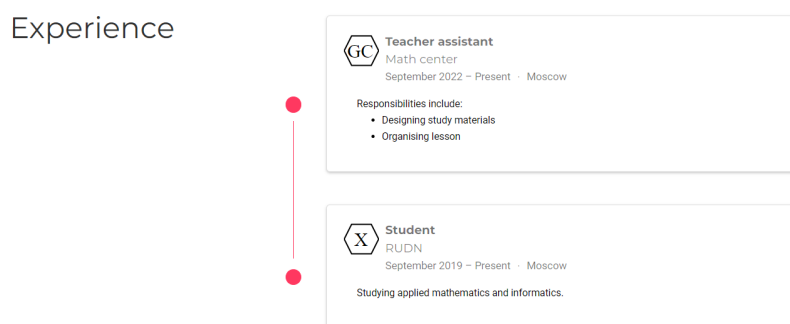 Experience
GC
Teacher assistant
Math center
September 2022 – Present · Moscow
Responsibilities include:
• Designing study materials
• Organising lesson
X
Student
RUDN
September 2019 – Present · Moscow
Studying applied mathematics and informatics.